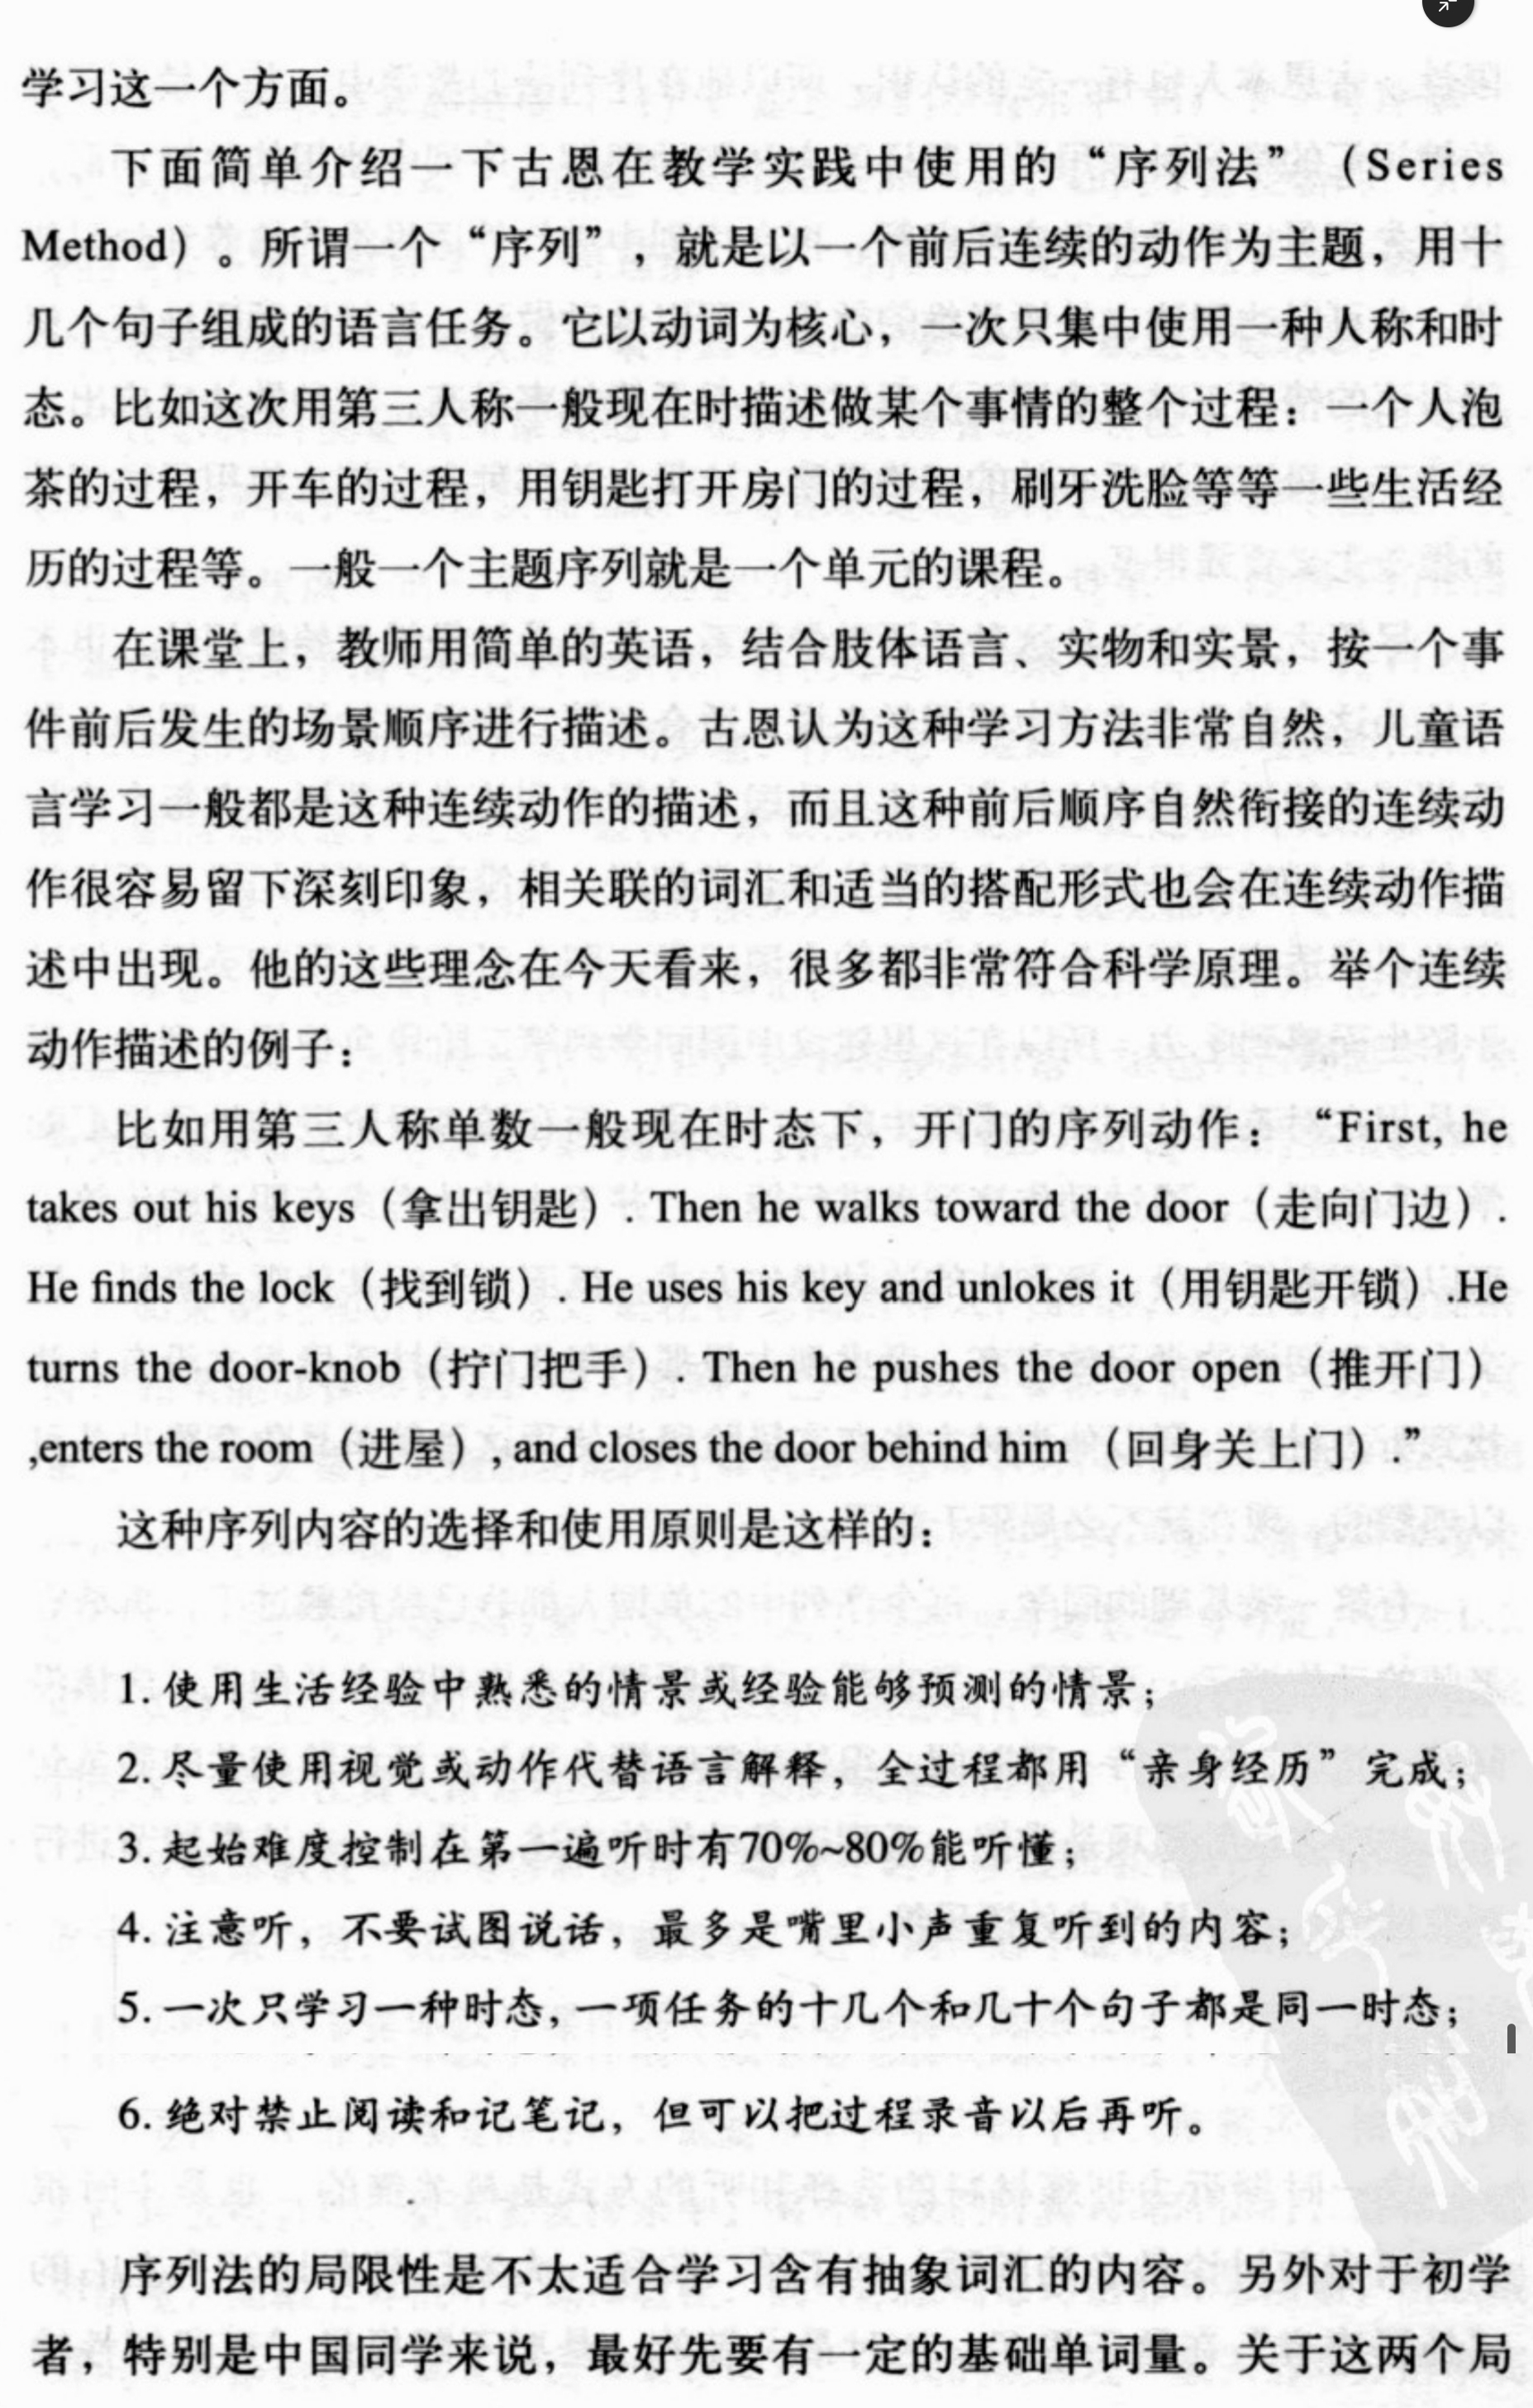 学习这一个方面。
下面简单介绍一下古恩在教学实践中使用的“序列法”（Series
Method）。所谓一个“序列”，就是以一个前后连续的动作为主题，用十
几个句子组成的语言任务。它以动词为核心，一次只集中使用一种人称和时
态。比如这次用第三人称一般现在时描述做某个事情的整个过程：一个人泡
茶的过程，开车的过程，用钥匙打开房门的过程，刷牙洗脸等等一些生活经
历的过程等。一般一个主题序列就是一个单元的课程。
在课堂上，教师用简单的英语，结合肢体语言、实物和实景，按一个事
件前后发生的场景顺序进行描述。古恩认为这种学习方法非常自然，儿童语
言学习一般都是这种连续动作的描述，而且这种前后顺序自然衔接的连续动
作很容易留下深刻印象，相关联的词汇和适当的搭配形式也会在连续动作描
述中出现。他的这些理念在今天看来，很多都非常符合科学原理。举个连续
动作描述的例子：
比如用第三人称单数一般现在时态下，开门的序列动作：“First, he
takes out his keys（拿出钥匙）. Then he walks toward the door（走向门边）.
He finds the lock（找到锁）. He uses his key and unlokes it（用钥匙开锁）.He
turns the door-knob（拧门把手）. Then he pushes the door open（推开门）
,enters the room（进屋）, and closes the door behind him （回身关上门）.”
这种序列内容的选择和使用原则是这样的：
1. 使用生活经验中熟悉的情景或经验能够预测的情景；
2. 尽量使用视觉或动作代替语言解释，全过程都用“亲身经历”完成；
3. 起始难度控制在第一遍听时有70%~80%能听懂；
4. 注意听，不要试图说话，最多是嘴里小声重复听到的内容；
5. 一次只学习一种时态，一项任务的十几个和几十个句子都是同一时态；
6. 绝对禁止阅读和记笔记，但可以把过程录音以后再听。
序列法的局限性是不太适合学习含有抽象词汇的内容。另外对于初学
者，特别是中国同学来说，最好先要有一定的基础单词量。关于这两个局